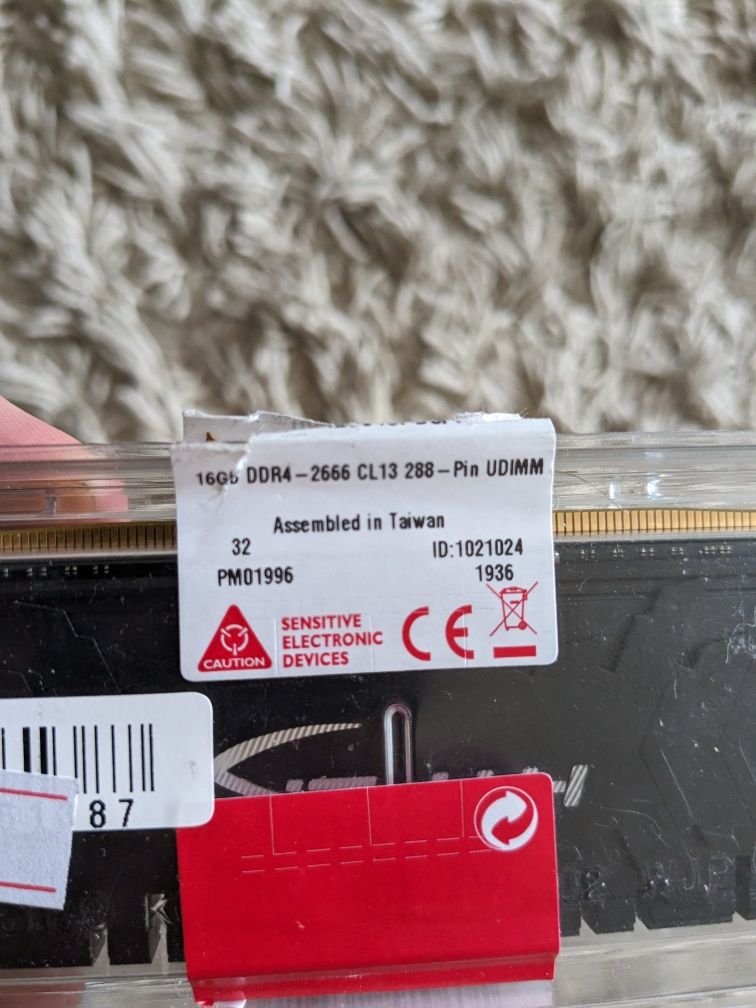 16GB DDR4-2666 CL13 288-Pin UDIMM
Assembled in Taiwan
32 ID:1021024
PM01996 1936
CAUTION
SENSITIVE
ELECTRONIC
DEVICES
CE
87